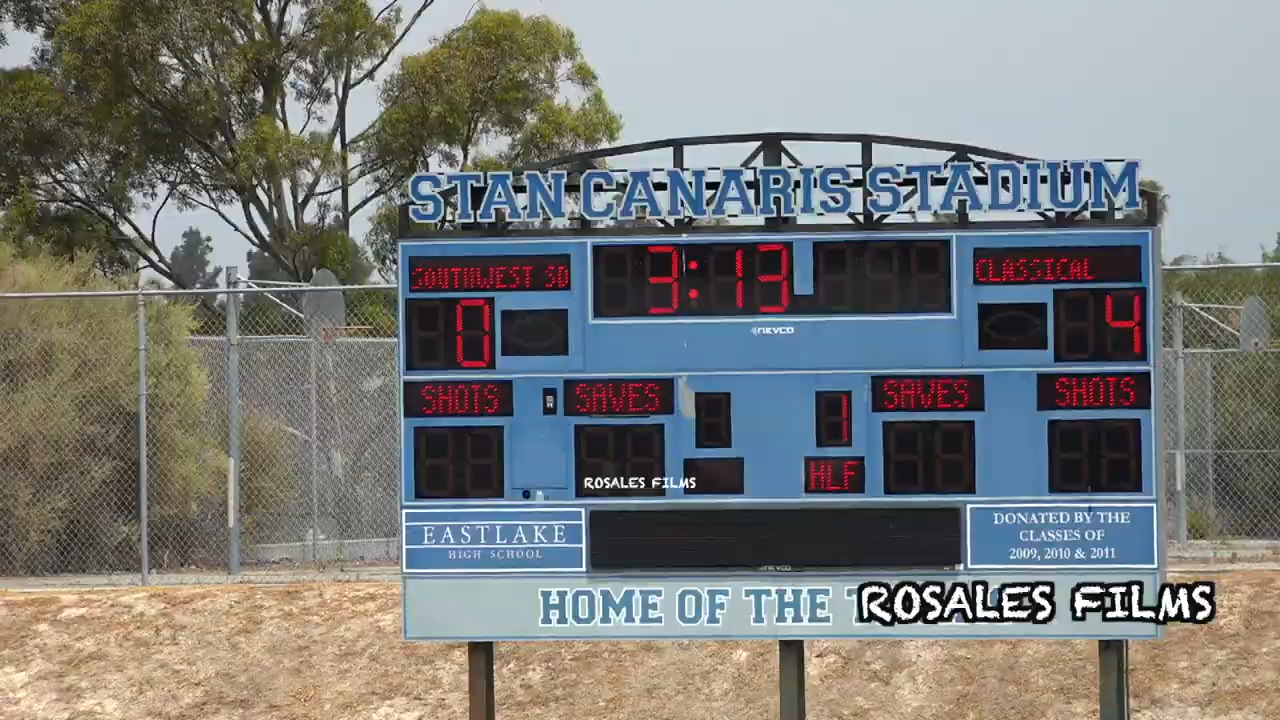 STAN CANARIS STADIUM
SOUTHWEST SD
3:13
CLASSICAL
0
4
NEVCO
SHOTS
SAVES
SAVES
SHOTS
1
HLF
ROSALES FILMS
EASTLAKE
HIGH SCHOOL
DONATED BY THE
CLASSES OF
2009, 2010 & 2011
NEVCO
HOME OF THE
ROSALES FILMS